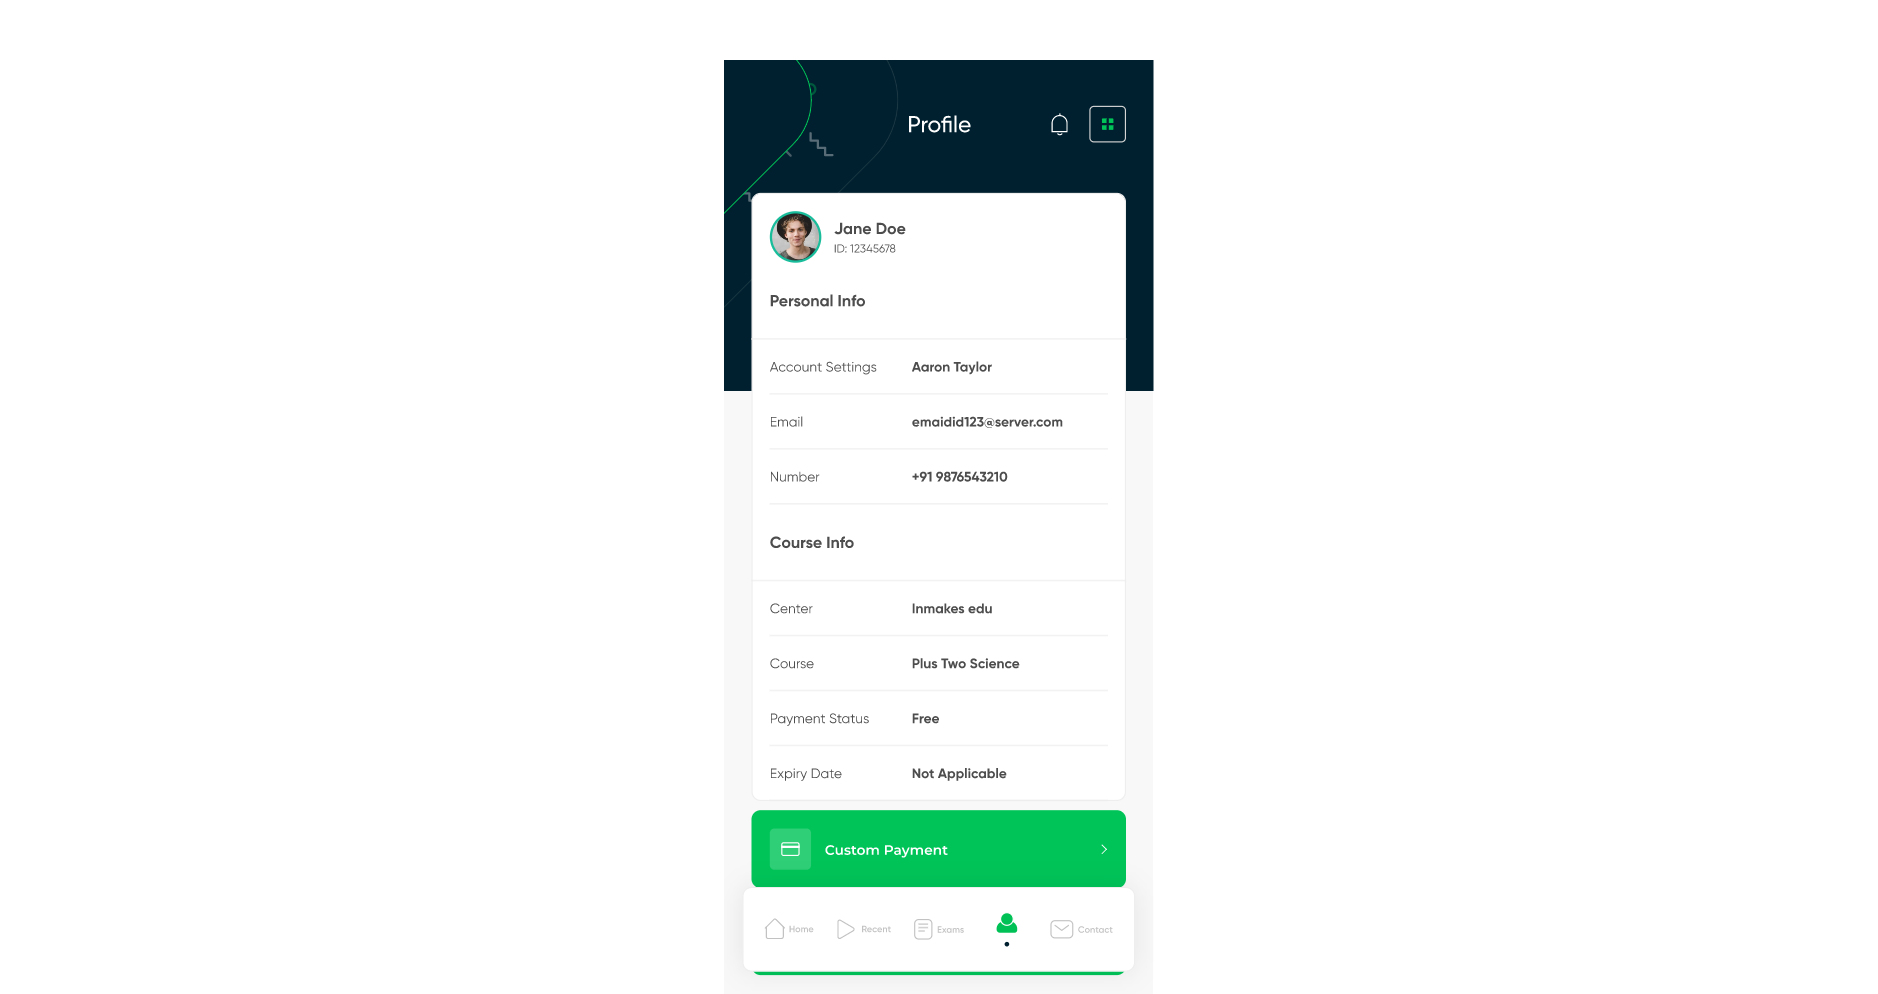 Profile
Jane Doe
ID: 12345678
Personal Info
Account Settings Aaron Taylor
Email emaidid123@server.com
Number +91 9876543210
Course Info
Center Inmakes edu
Course Plus Two Science
Payment Status Free
Expiry Date Not Applicable
Custom Payment
Home Recent Exams Contact